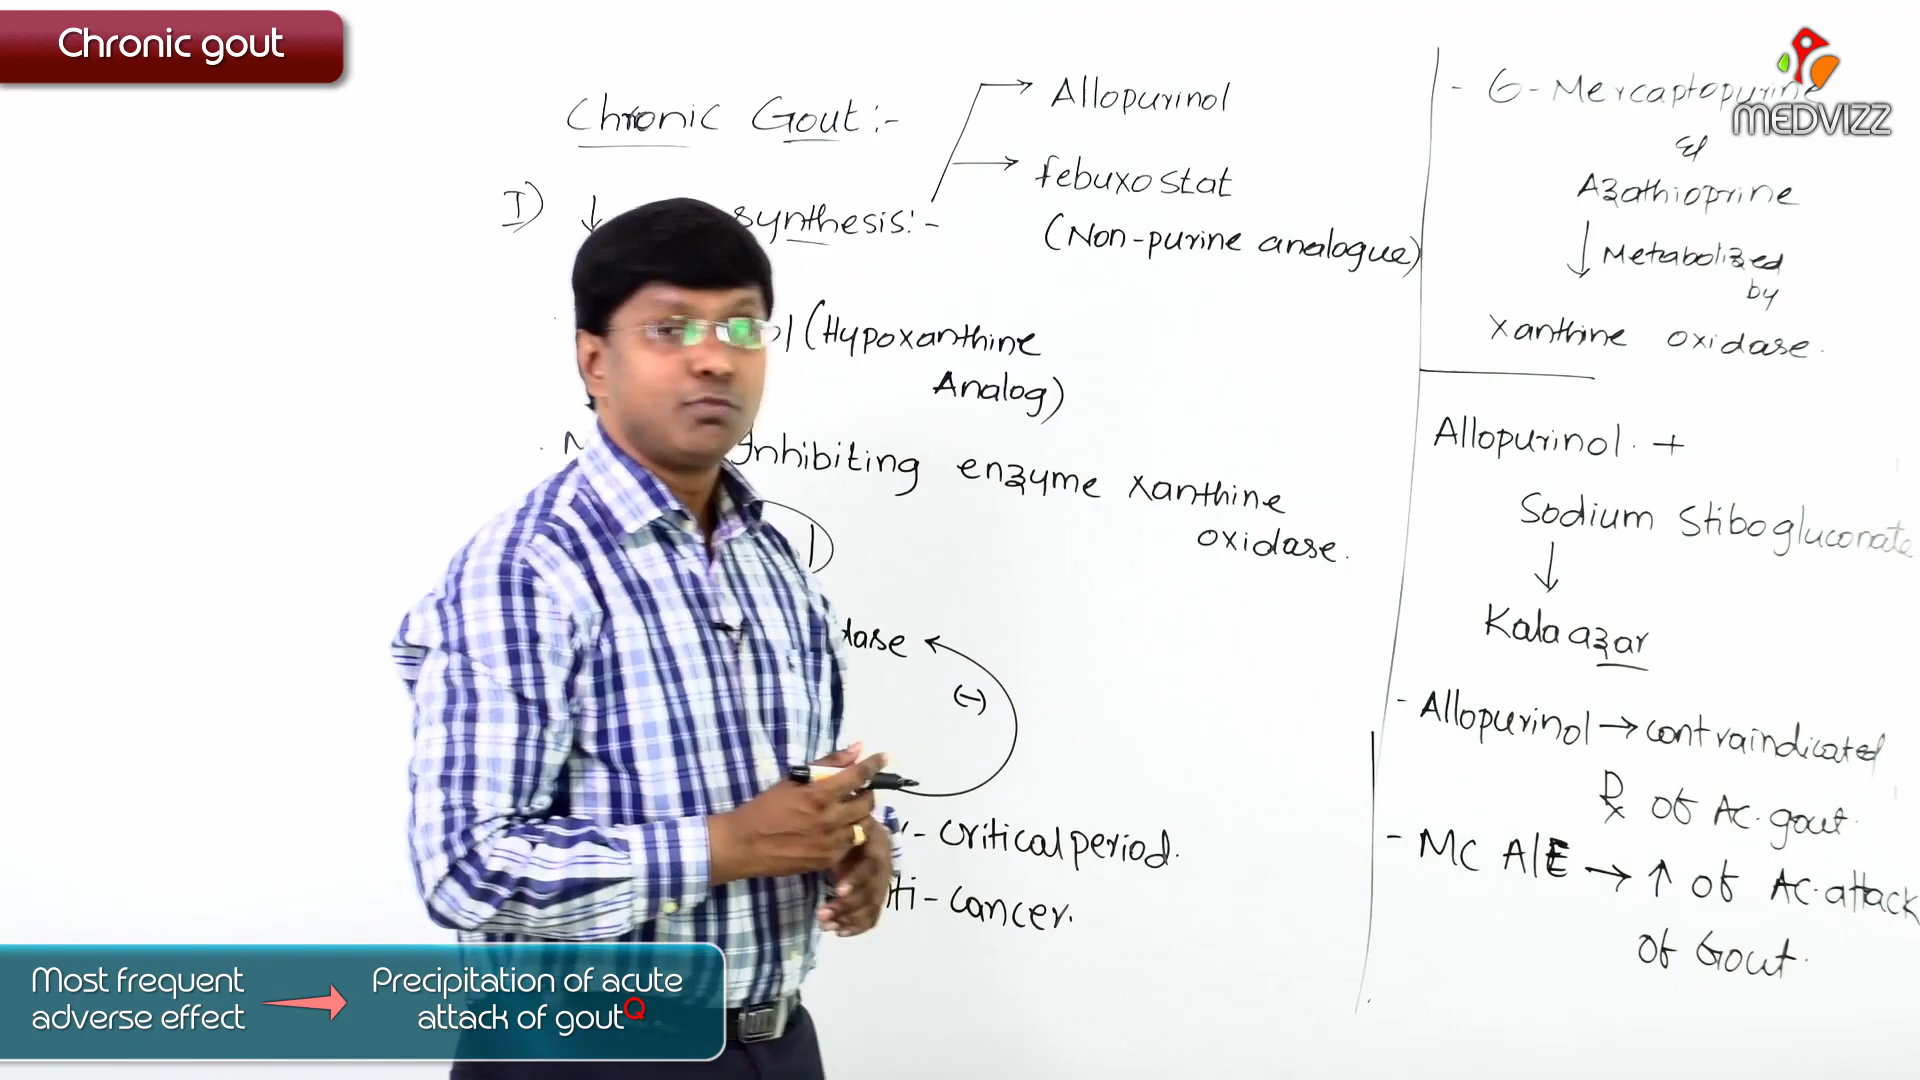 Chronic gout
MEDVIZZ
Chronic Gout :-
Allopurinol
febuxostat
(Non-purine analogue)
I) ↓ synthesis:-
ol (Hypoxanthine
Analog)
Inhibiting enzyme xanthine
oxidase.
dase
(-)
- critical period.
ti-cancer.
- 6-Mercaptopurine
&
Azathioprine
↓ Metabolized
by
Xanthine oxidase.
Allopurinol. +
Sodium Stibogluconate
↓
Kala azar
- Allopurinol → contraindicated
Rx of Ac. gout.
- MC A/E → ↑ of Ac. attack
of Gout.
Most frequent
adverse effect
Precipitation of acute
attack of gout Q